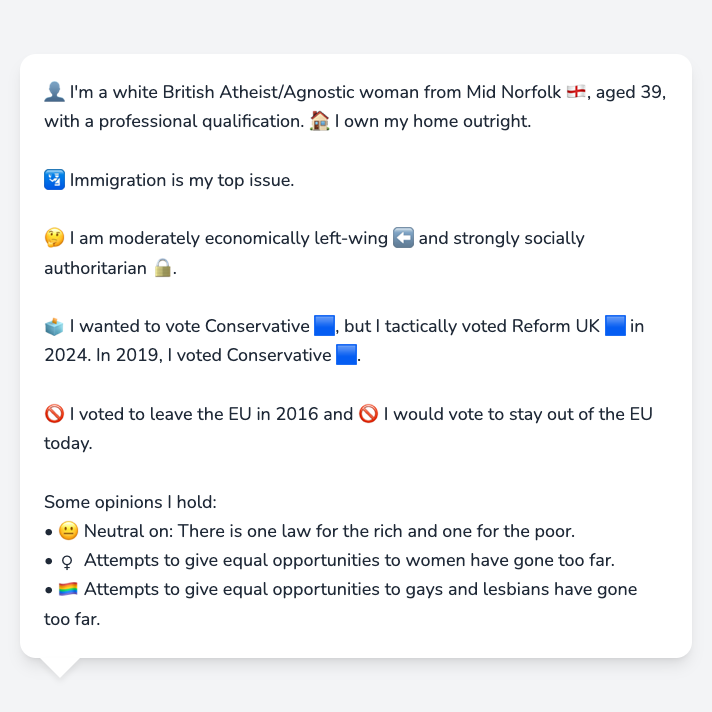 👤 I'm a white British Atheist/Agnostic woman from Mid Norfolk 🏴󠁧󠁢󠁥󠁮󠁧󠁿, aged 39,
with a professional qualification. 🏠 I own my home outright.
🛂 Immigration is my top issue.
🤔 I am moderately economically left-wing ⬅️ and strongly socially
authoritarian 🔒.
🗳️ I wanted to vote Conservative 🟦, but I tactically voted Reform UK 🟦 in
2024. In 2019, I voted Conservative 🟦.
🚫 I voted to leave the EU in 2016 and 🚫 I would vote to stay out of the EU
today.
Some opinions I hold:
• 😐 Neutral on: There is one law for the rich and one for the poor.
• ♀ Attempts to give equal opportunities to women have gone too far.
• 🏳️‍🌈 Attempts to give equal opportunities to gays and lesbians have gone
too far.